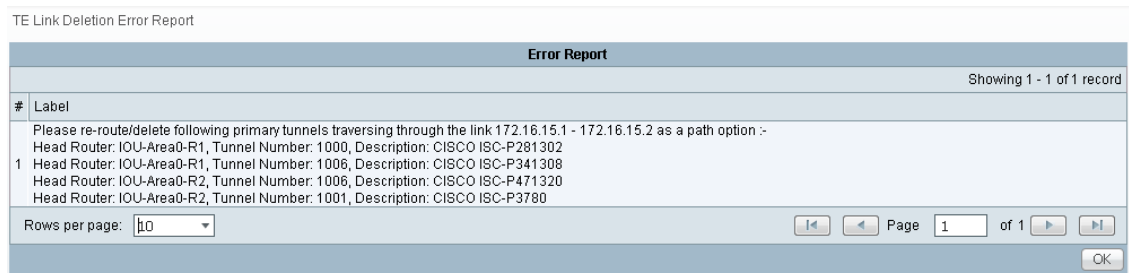 TE Link Deletion Error Report
Error Report
Showing 1 - 1 of 1 record
# Label
Please re-route/delete following primary tunnels traversing through the link 172.16.15.1 - 172.16.15.2 as a path option :-
Head Router: IOU-Area0-R1, Tunnel Number: 1000, Description: CISCO ISC-P281302
1 Head Router: IOU-Area0-R1, Tunnel Number: 1006, Description: CISCO ISC-P341308
Head Router: IOU-Area0-R2, Tunnel Number: 1006, Description: CISCO ISC-P471320
Head Router: IOU-Area0-R2, Tunnel Number: 1001, Description: CISCO ISC-P3780
Rows per page: 10 Page 1 of 1
OK